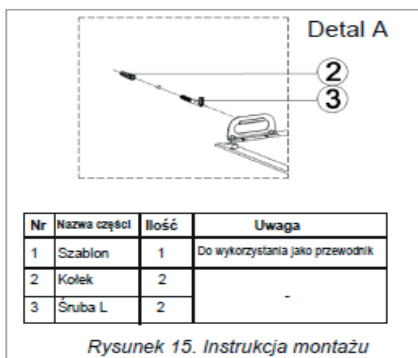 Detal A
2
3
Nr Nazwa części Ilość Uwaga
1 Szablon 1 Do wykorzystania jako przewodnik
2 Kołek 2 -
3 Śruba L 2
Rysunek 15. Instrukcja montażu